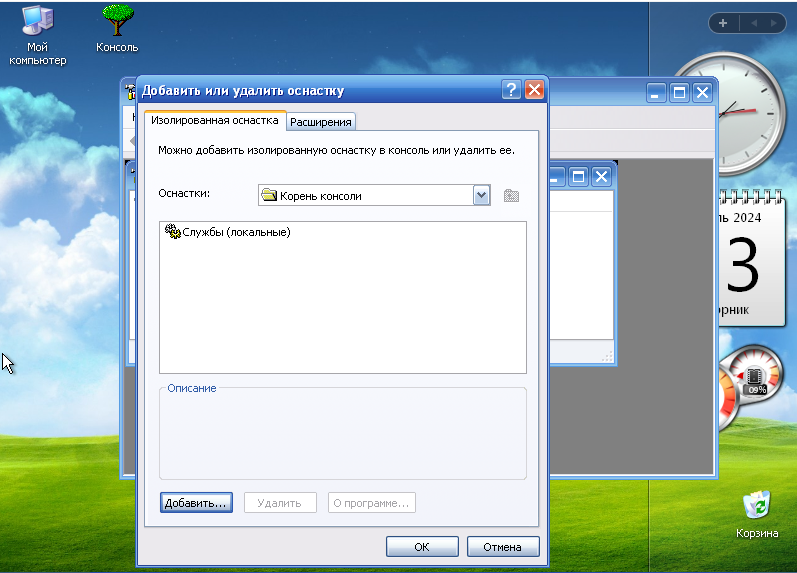 Мой
компьютер
Консоль
Добавить или удалить оснастку
Изолированная оснастка
Расширения
Можно добавить изолированную оснастку в консоль или удалить ее.
Оснастки:
Корень консоли
Службы (локальные)
Описание
Добавить...
Удалить
О программе...
ОК
Отмена
ль 2024
3
орник
09%
Корзина